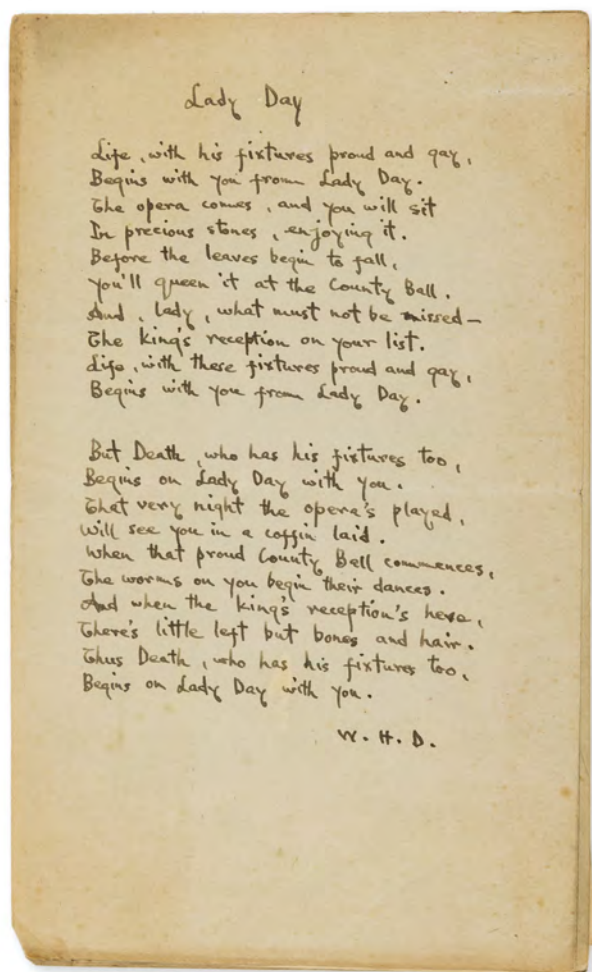 Lady Day
Life, with his fixtures proud and gay,
Begins with you from Lady Day.
The opera comes, and you will sit
In precious stones, enjoying it.
Before the leaves begin to fall,
You'll queen it at the County Ball.
And, lady, what must not be missed—
The king's reception on your list.
Life, with these fixtures proud and gay,
Begins with you from Lady Day.
But Death, who has his fixtures too,
Begins on Lady Day with you.
That very night the opera's played,
Will see you in a coffin laid.
When that proud County Ball commences,
The worms on you begin their dances.
And when the king's reception's here,
There's little left but bones and hair.
Thus Death, who has his fixtures too,
Begins on Lady Day with you.
W. H. D.